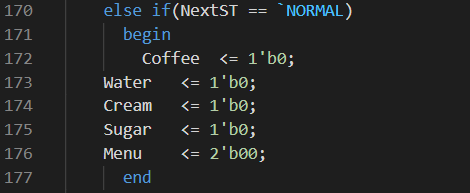 170 else if(NextST == `NORMAL)
171 begin
172 Coffee <= 1'b0;
173 Water <= 1'b0;
174 Cream <= 1'b0;
175 Sugar <= 1'b0;
176 Menu <= 2'b00;
177 end